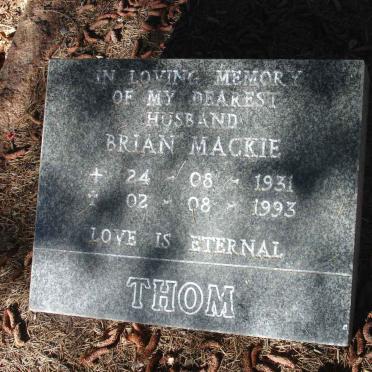 IN LOVING MEMORY
OF MY DEAREST
HUSBAND
BRIAN MACKIE
+ 24 - 08 - 1931
† 02 - 08 - 1993
LOVE IS ETERNAL
THOM